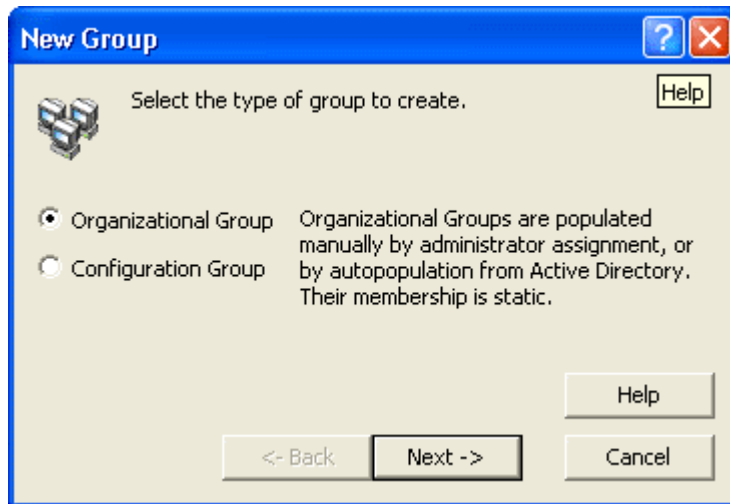 New Group
Select the type of group to create.
Help
Organizational Group
Configuration Group
Organizational Groups are populated
manually by administrator assignment, or
by autopopulation from Active Directory.
Their membership is static.
Help
<- Back
Next ->
Cancel